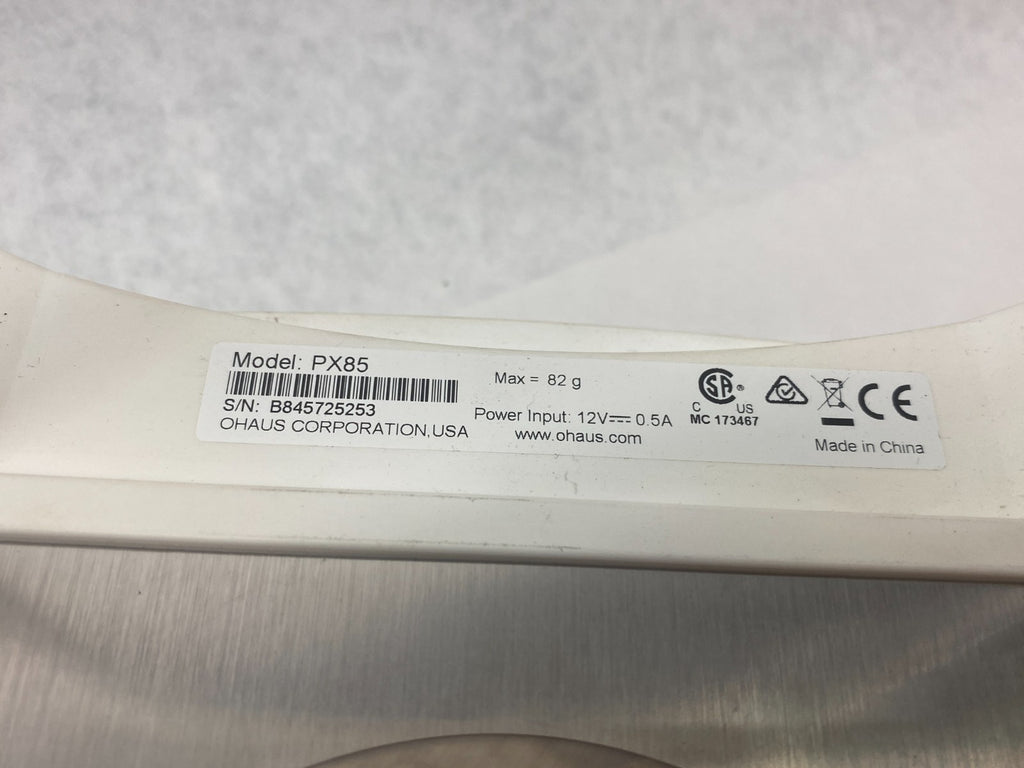 Model: PX85
S/N: B845725253
OHAUS CORPORATION,USA
Max = 82 g
Power Input: 12V⎓ 0.5A
www.ohaus.com
SA ®
C US
MC 173467
CE
Made in China